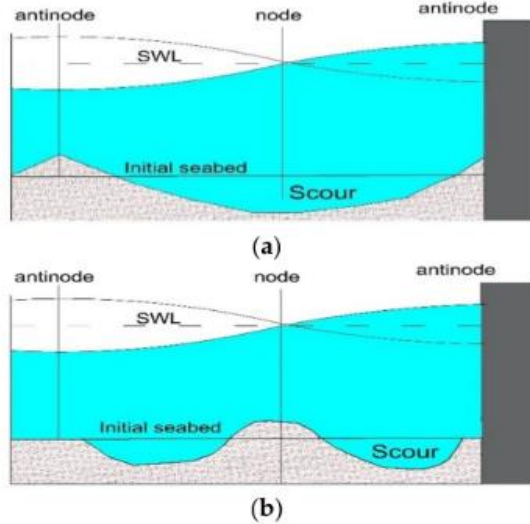 antinode node antinode
SWL
Initial seabed
Scour
(a)
antinode node antinode
SWL
Initial seabed
Scour
(b)